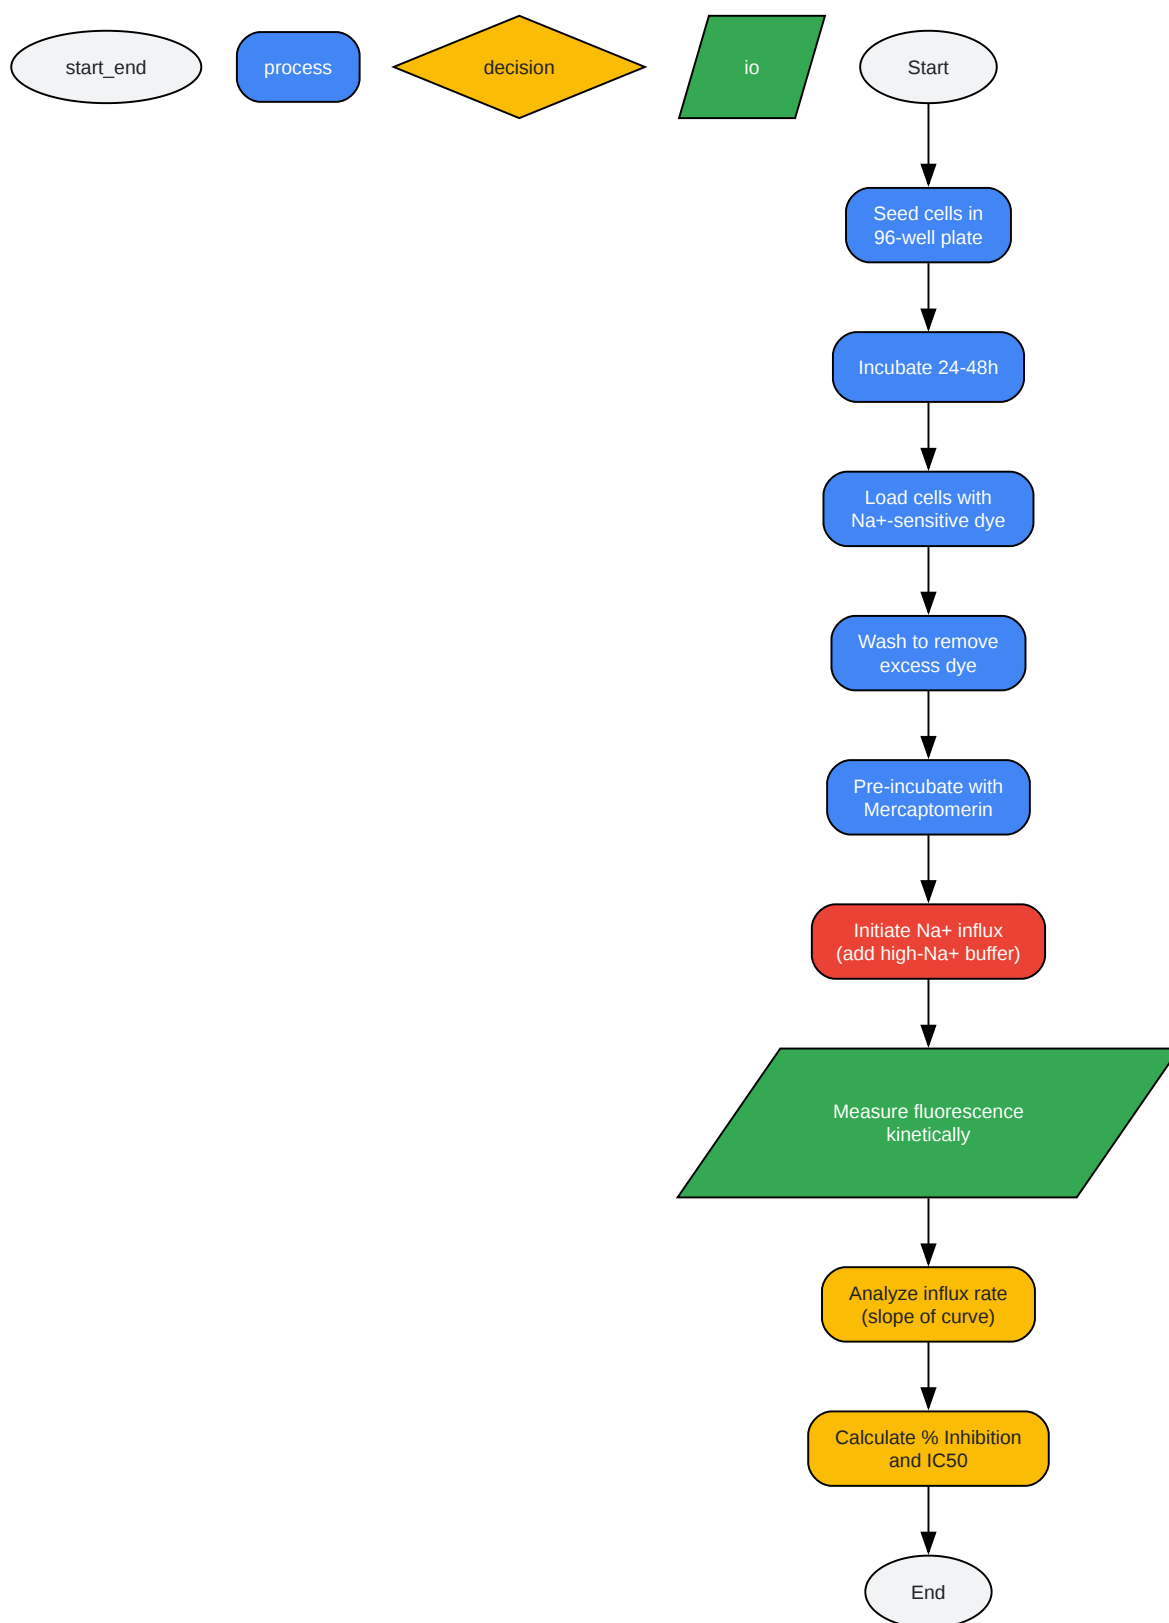 start_end
process
decision
io
Start
Seed cells in
96-well plate
Incubate 24-48h
Load cells with
Na+-sensitive dye
Wash to remove
excess dye
Pre-incubate with
Mercaptomerin
Initiate Na+ influx
(add high-Na+ buffer)
Measure fluorescence
kinetically
Analyze influx rate
(slope of curve)
Calculate % Inhibition
and IC50
End